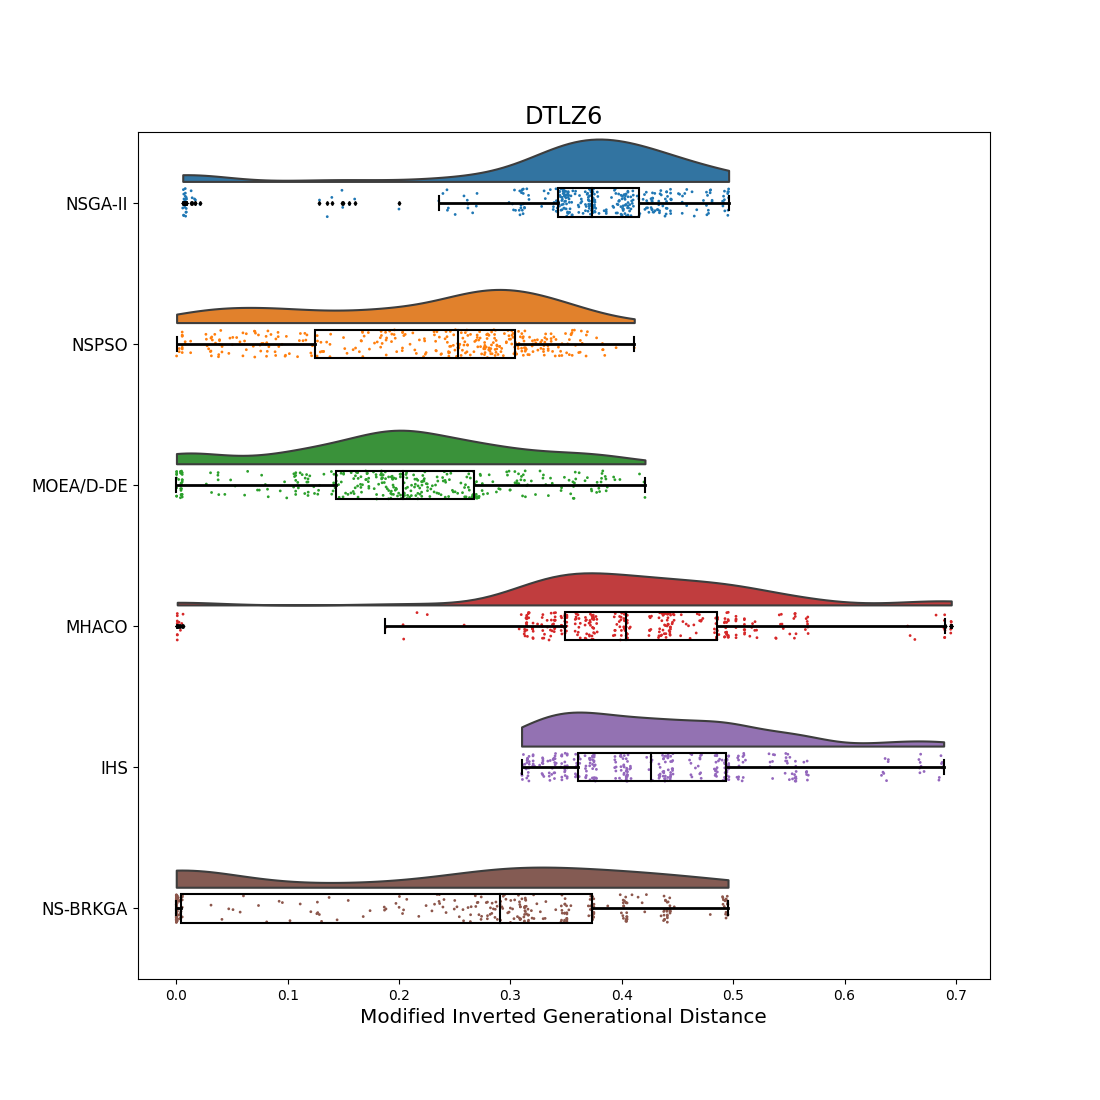 DTLZ6
NSGA-II
NSPSO
MOEA/D-DE
MHACO
IHS
NS-BRKGA
0.0 0.1 0.2 0.3 0.4 0.5 0.6 0.7
Modified Inverted Generational Distance